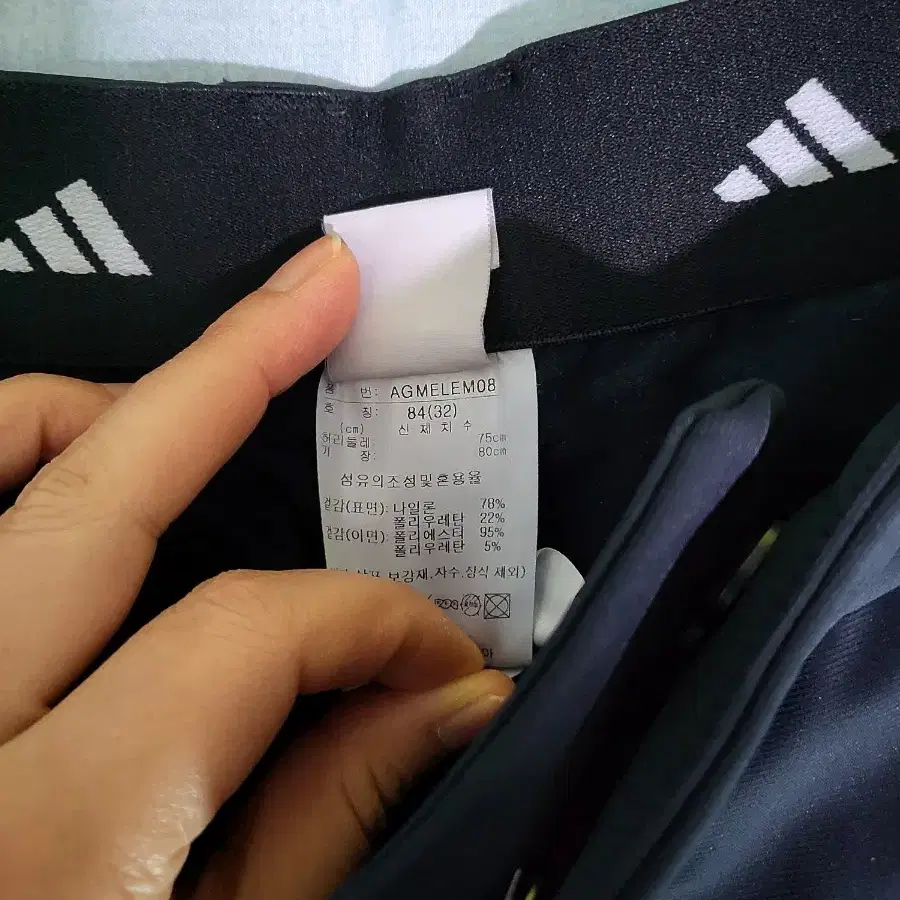 번: AGMELEM08
호 칭: 84(32)
(cm) 신 체 치 수
허리둘레: 75cm
기 장: 80cm
섬유의조성및혼용율
겉감(표면): 나일론 78%
폴리우레탄 22%
겉감(이면): 폴리에스터 95%
폴리우레탄 5%
보강재.자수.장식 제외)